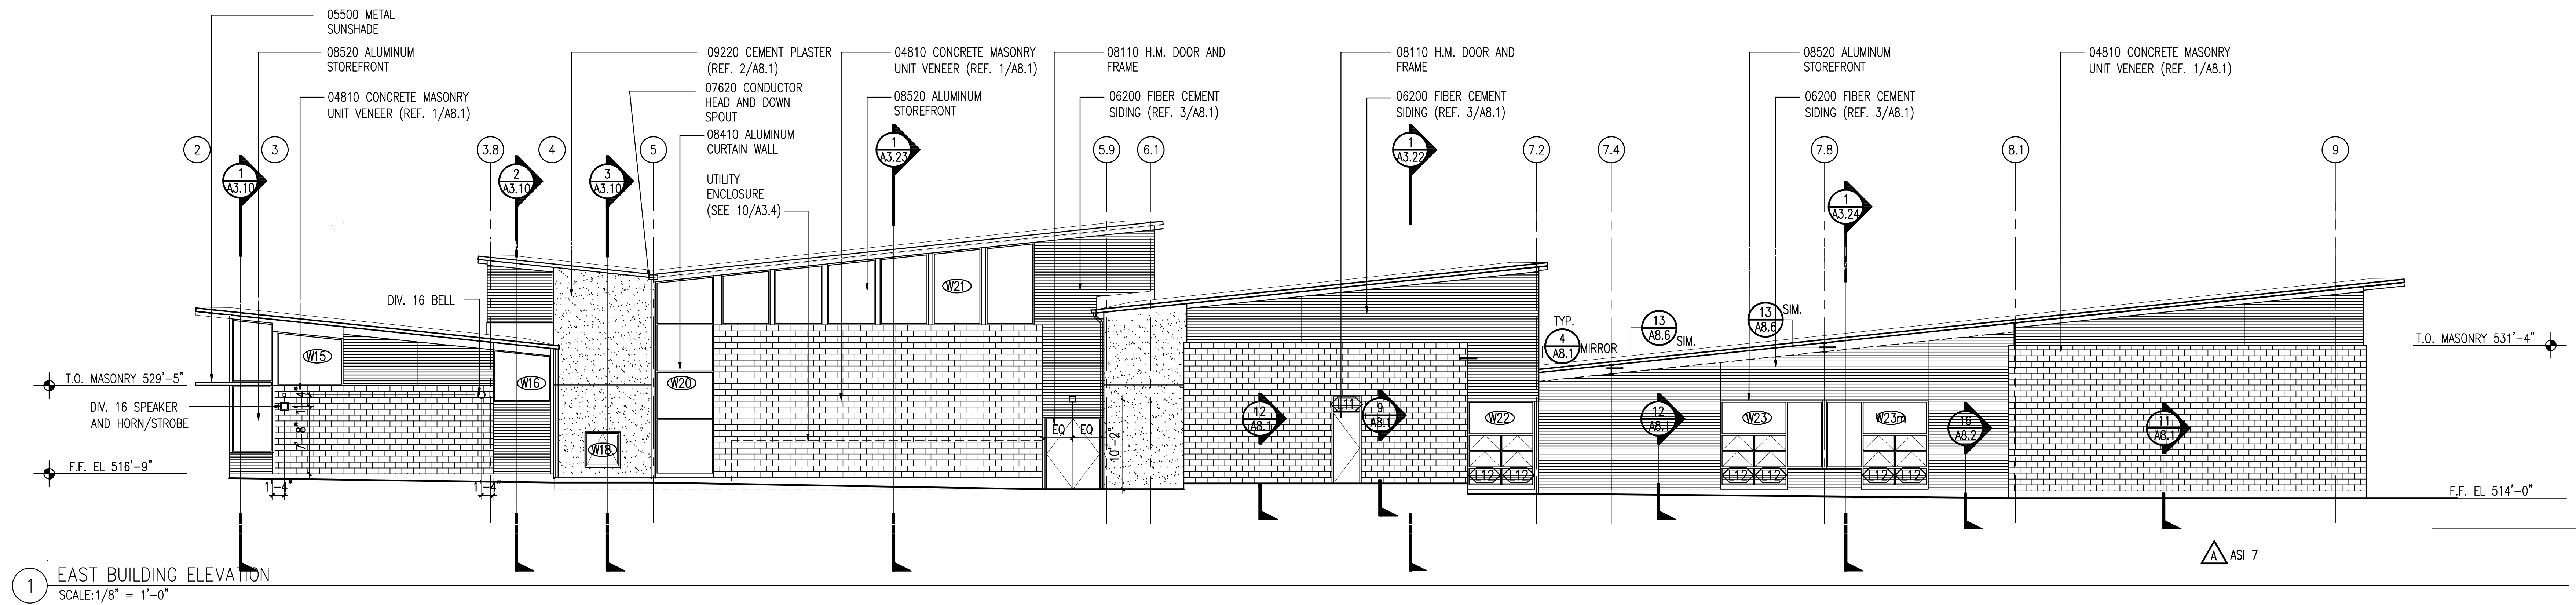 05500 METAL
SUNSHADE
08520 ALUMINUM
STOREFRONT
04810 CONCRETE MASONRY
UNIT VENEER (REF. 1/A8.1)
09220 CEMENT PLASTER
(REF. 2/A8.1)
07620 CONDUCTOR
HEAD AND DOWN
SPOUT
08410 ALUMINUM
CURTAIN WALL
UTILITY
ENCLOSURE
(SEE 10/A3.4)
04810 CONCRETE MASONRY
UNIT VENEER (REF. 1/A8.1)
08520 ALUMINUM
STOREFRONT
08110 H.M. DOOR AND
FRAME
06200 FIBER CEMENT
SIDING (REF. 3/A8.1)
08110 H.M. DOOR AND
FRAME
06200 FIBER CEMENT
SIDING (REF. 3/A8.1)
08520 ALUMINUM
STOREFRONT
06200 FIBER CEMENT
SIDING (REF. 3/A8.1)
04810 CONCRETE MASONRY
UNIT VENEER (REF. 1/A8.1)
2
3
3.8
4
5
5.9
6.1
7.2
7.4
7.8
8.1
9
1
A3.10
2
A3.10
3
A3.10
1
A3.23
1
A3.22
1
A3.24
DIV. 16 BELL
W15
W16
W18
W20
W21
TYP.
4
A8.1
MIRROR
13
A8.6
SIM.
13
A8.6
SIM.
T.O. MASONRY 529'-5"
T.O. MASONRY 531'-4"
DIV. 16 SPEAKER
AND HORN/STROBE
1'-4"
7'-8"
F.F. EL 516'-9"
1'-4"
1'-4"
EQ
EQ
10'-2"
12
A8.1
L11
9
A8.1
W22
L12
L12
12
A8.1
W23
L12
L12
W23m
L12
L12
16
A8.2
11
A8.1
F.F. EL 514'-0"
A
ASI 7
1
EAST BUILDING ELEVATION
SCALE:1/8" = 1'-0"